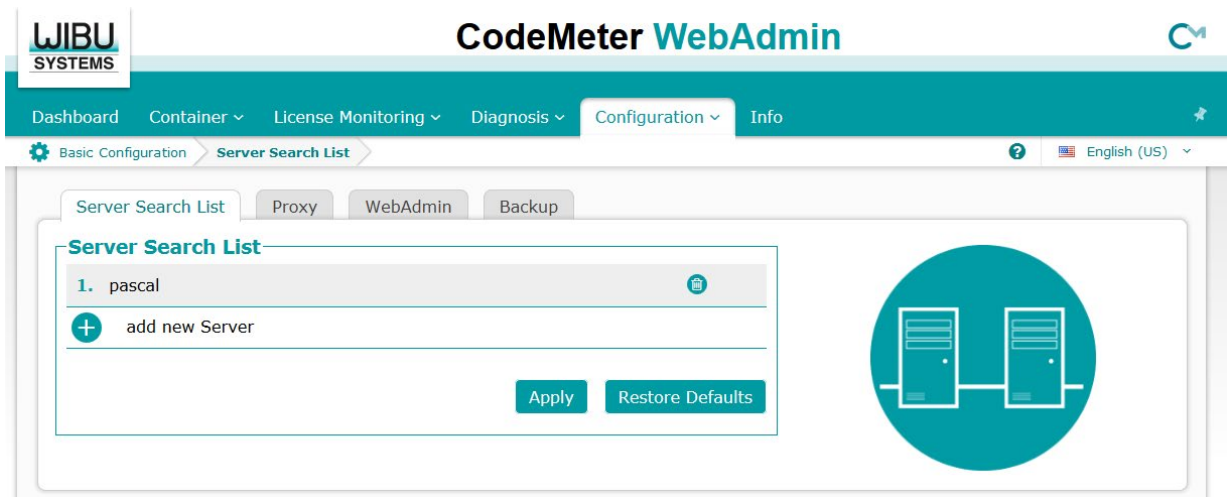 WIBU
SYSTEMS
CodeMeter WebAdmin
Dashboard Container License Monitoring Diagnosis Configuration Info
Basic Configuration Server Search List English (US)
Server Search List Proxy WebAdmin Backup
Server Search List
1. pascal
add new Server
Apply Restore Defaults